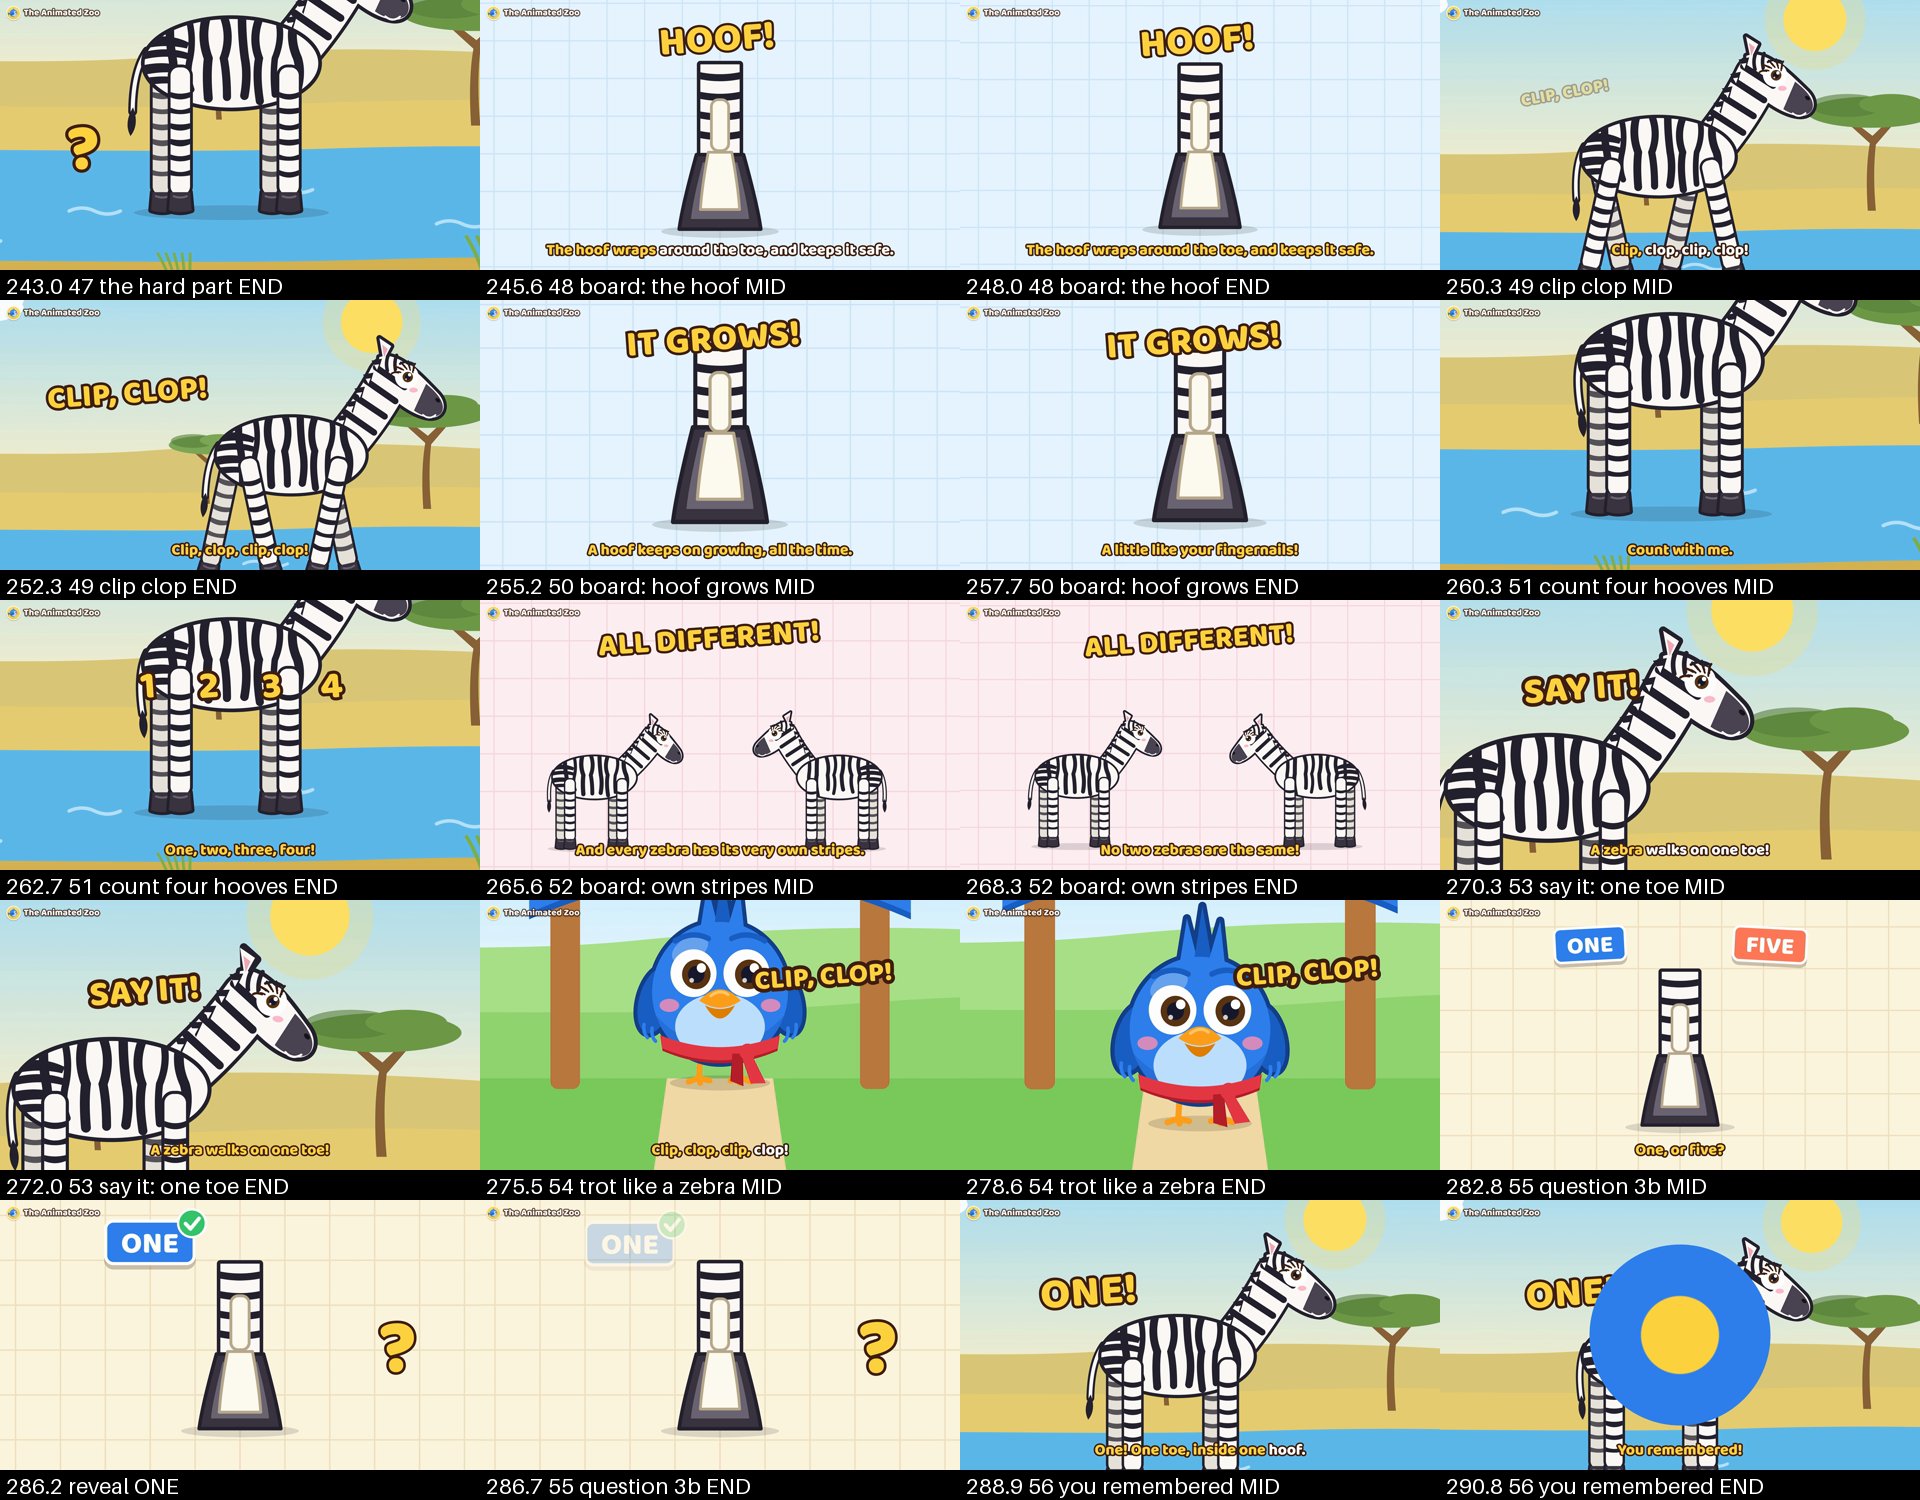 The Animated Zoo
?
243.0 47 the hard part END
The Animated Zoo
HOOF!
The hoof wraps around the toe, and keeps it safe.
245.6 48 board: the hoof MID
The Animated Zoo
HOOF!
The hoof wraps around the toe, and keeps it safe.
248.0 48 board: the hoof END
The Animated Zoo
CLIP, CLOP!
Clip, clop, clip, clop!
250.3 49 clip clop MID
The Animated Zoo
CLIP, CLOP!
Clip, clop, clip, clop!
252.3 49 clip clop END
The Animated Zoo
IT GROWS!
A hoof keeps on growing, all the time.
255.2 50 board: hoof grows MID
The Animated Zoo
IT GROWS!
A little like your fingernails!
257.7 50 board: hoof grows END
The Animated Zoo
Count with me.
260.3 51 count four hooves MID
The Animated Zoo
1 2 3 4
One, two, three, four!
262.7 51 count four hooves END
The Animated Zoo
ALL DIFFERENT!
And every zebra has its very own stripes.
265.6 52 board: own stripes MID
The Animated Zoo
ALL DIFFERENT!
No two zebras are the same!
268.3 52 board: own stripes END
The Animated Zoo
SAY IT!
A zebra walks on one toe!
270.3 53 say it: one toe MID
The Animated Zoo
SAY IT!
A zebra walks on one toe!
272.0 53 say it: one toe END
The Animated Zoo
CLIP, CLOP!
Clip, clop, clip, clop!
275.5 54 trot like a zebra MID
The Animated Zoo
CLIP, CLOP!
278.6 54 trot like a zebra END
The Animated Zoo
ONE FIVE
One, or five?
282.8 55 question 3b MID
The Animated Zoo
ONE
?
286.2 reveal ONE
The Animated Zoo
ONE
?
286.7 55 question 3b END
The Animated Zoo
ONE!
One! One toe, inside one hoof.
288.9 56 you remembered MID
The Animated Zoo
ONE!
You remembered!
290.8 56 you remembered END